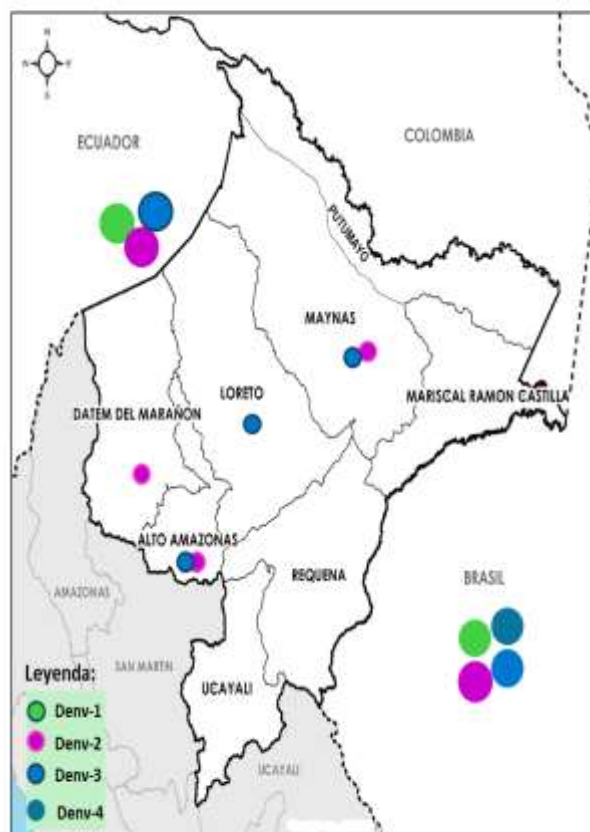 N
S
ECUADOR
COLOMBIA
PUTUMAYO
MAYNAS
LORETO
MARISCAL RAMON CASTILLA
DATEM DEL MARAÑON
ALTO AMAZONAS
REQUENA
BRASIL
AMAZONAS
SAN MARTIN
UCAYALI
UCAYALI
Leyenda:
Denv-1
Denv-2
Denv-3
Denv-4